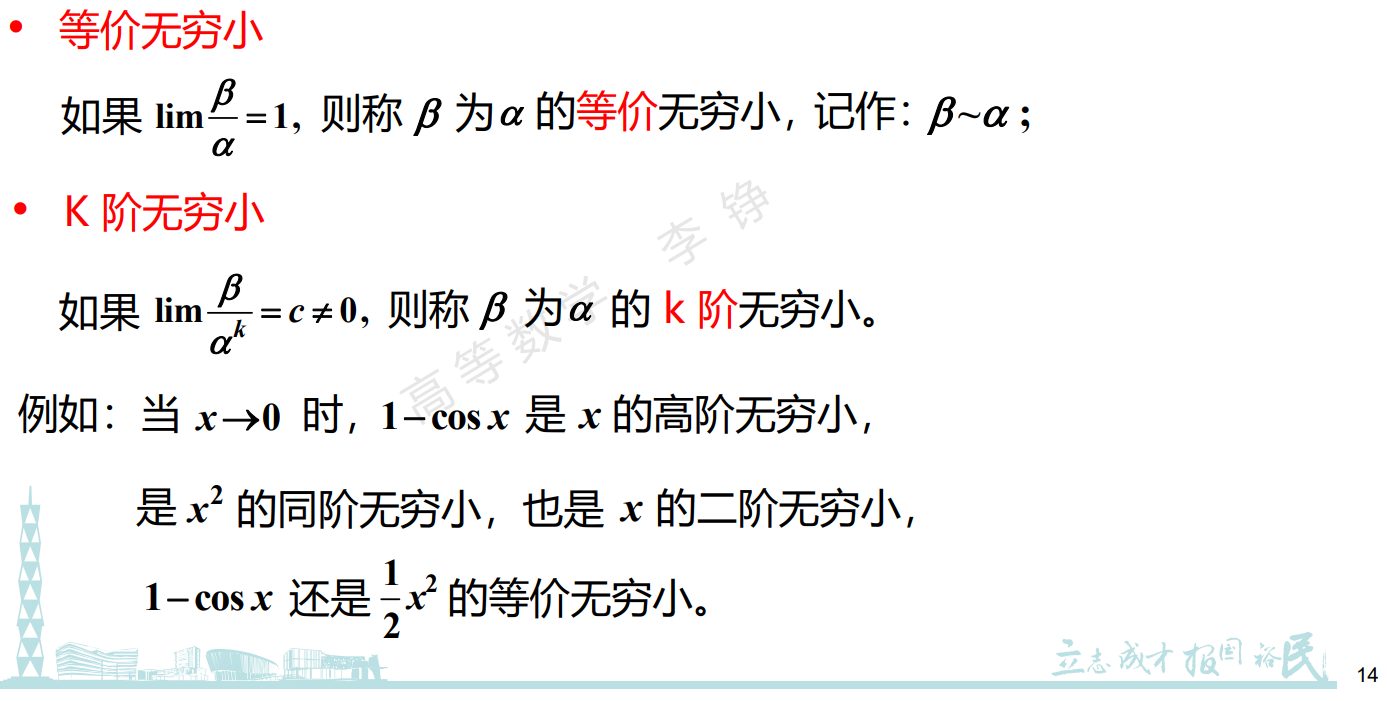 • 等价无穷小
如果 lim β/α = 1, 则称 β 为 α 的等价无穷小，记作：β~α；
• K 阶无穷小
如果 lim β/α^k = c ≠ 0, 则称 β 为 α 的 k 阶无穷小。
例如：当 x→0 时，1−cos x 是 x 的高阶无穷小，
是 x² 的同阶无穷小，也是 x 的二阶无穷小，
1−cos x 还是 1/2 x² 的等价无穷小。
高等数学 李铮
立志成才报国裕民
14